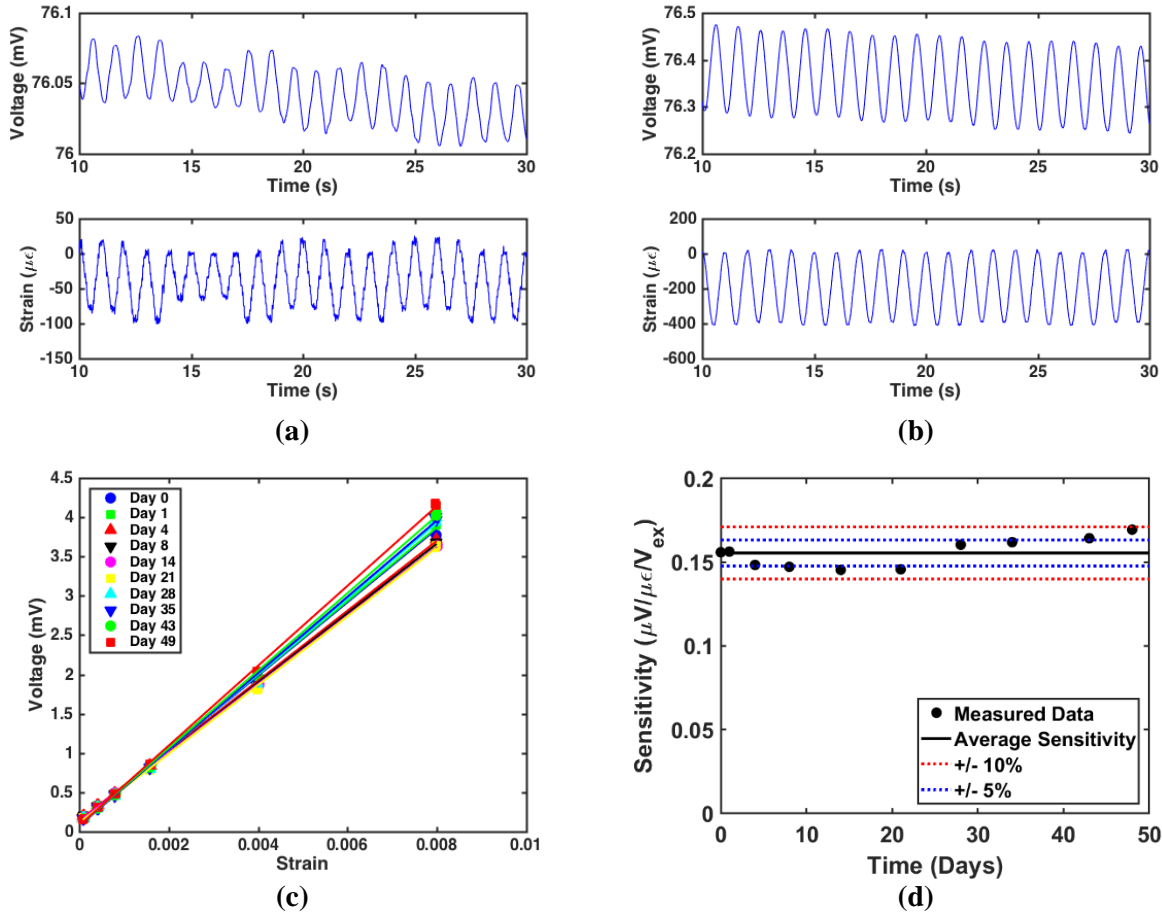 76.1
76.05
76
Voltage (mV)
10 15 20 25 30
Time (s)
50
0
-50
-100
-150
Strain (με)
10 15 20 25 30
Time (s)
(a)
76.5
76.4
76.3
76.2
Voltage (mV)
10 15 20 25 30
Time (s)
200
0
-200
-400
-600
Strain (με)
10 15 20 25 30
Time (s)
(b)
4.5
4
3.5
3
2.5
2
1.5
1
0.5
0
Voltage (mV)
Day 0
Day 1
Day 4
Day 8
Day 14
Day 21
Day 28
Day 35
Day 43
Day 49
0 0.002 0.004 0.006 0.008 0.01
Strain
(c)
0.2
0.15
0.1
0.05
0
Sensitivity (μV/με/Vex)
Measured Data
Average Sensitivity
+/- 10%
+/- 5%
0 10 20 30 40 50
Time (Days)
(d)